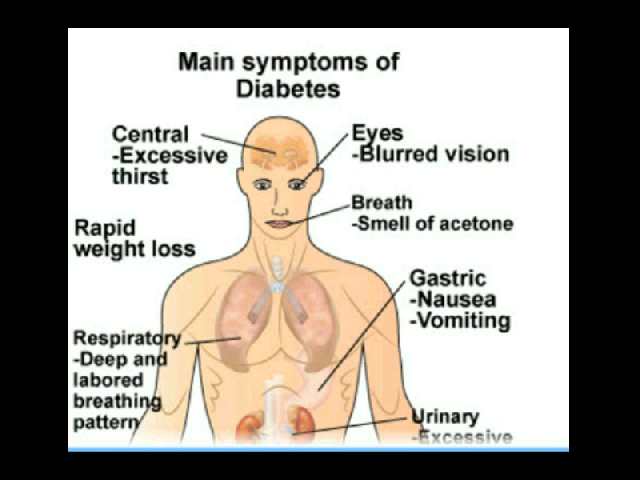 Main symptoms of
Diabetes
Central
-Excessive
thirst
Eyes
-Blurred vision
Breath
-Smell of acetone
Rapid
weight loss
Gastric
-Nausea
-Vomiting
Respiratory
-Deep and
labored
breathing
pattern
Urinary
-Excessive